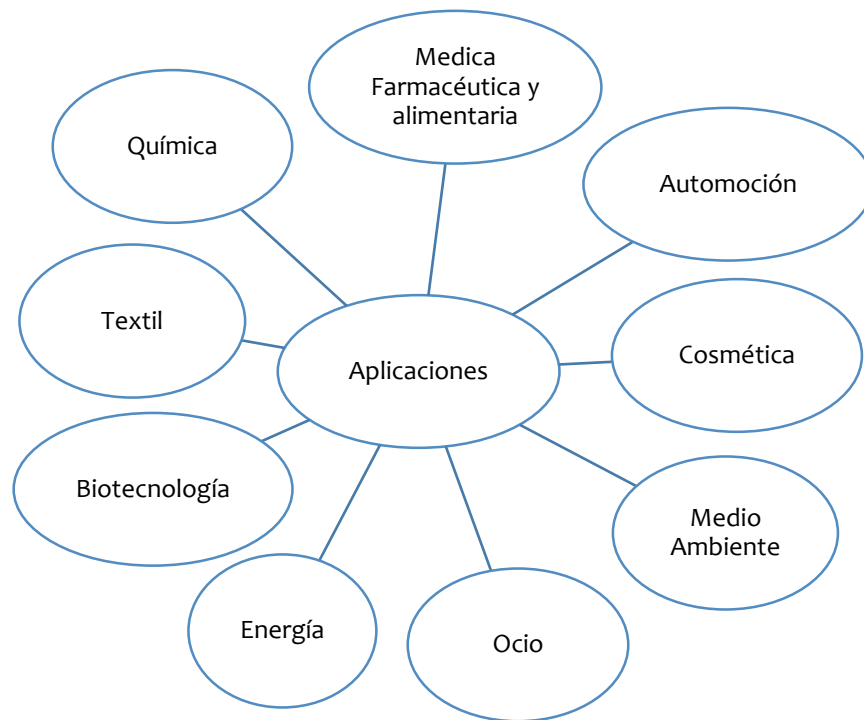 Medica
Farmacéutica y
alimentaria
Química
Automoción
Textil
Aplicaciones
Cosmética
Biotecnología
Medio
Ambiente
Energía
Ocio